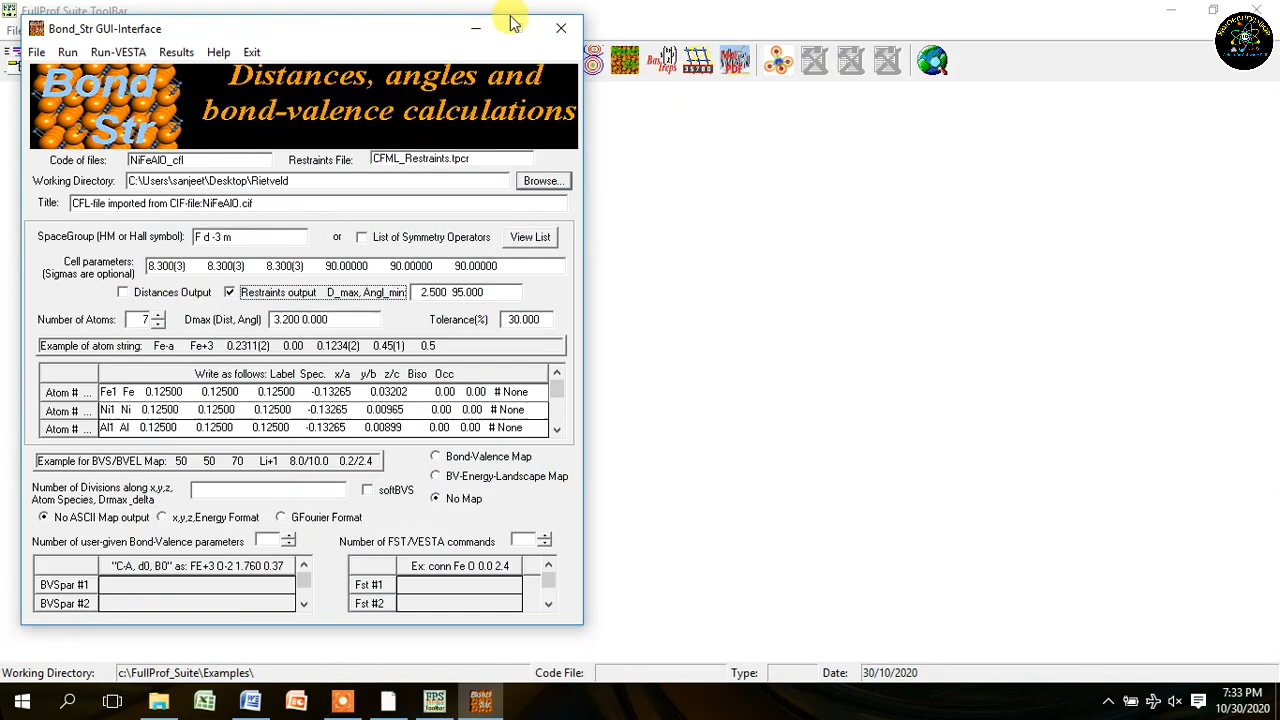 FullProf Suite ToolBar
Bond_Str GUI-Interface
File Run Run-VESTA Results Help Exit
Bond Str
Distances, angles and
bond-valence calculations
Code of files: NiFeAlO_cfl Restraints File: CFML_Restraints.tpcr
Working Directory: C:\Users\sanjeet\Desktop\Rietveld Browse...
Title: CFL-file imported from CIF-file:NiFeAlO.cif
SpaceGroup (HM or Hall symbol): F d -3 m or List of Symmetry Operators View List
Cell parameters: 8.300(3) 8.300(3) 8.300(3) 90.00000 90.00000 90.00000
(Sigmas are optional)
Distances Output Restraints output D_max, Angl_min: 2.500 95.000
Number of Atoms: 7 Dmax (Dist, Angl) 3.200 0.000 Tolerance(%) 30.000
Example of atom string: Fe-a Fe+3 0.2311(2) 0.00 0.1234(2) 0.45(1) 0.5
Write as follows: Label Spec. x/a y/b z/c Biso Occ
Atom # ... Fe1 Fe 0.12500 0.12500 0.12500 -0.13265 0.03202 0.00 0.00 # None
Atom # ... Ni1 Ni 0.12500 0.12500 0.12500 -0.13265 0.00965 0.00 0.00 # None
Atom # ... Al1 Al 0.12500 0.12500 0.12500 -0.13265 0.00899 0.00 0.00 # None
Example for BVS/BVEL Map: 50 50 70 Li+1 8.0/10.0 0.2/2.4
Bond-Valence Map
BV-Energy-Landscape Map
No Map
Number of Divisions along x,y,z,
Atom Species, Drmax_delta
softBVS
No ASCII Map output x,y,z,Energy Format GFourier Format
Number of user-given Bond-Valence parameters Number of FST/VESTA commands
"C-A, d0, B0" as: FE+3 O-2 1.760 0.37 Ex: conn Fe O 0.0 2.4
BVSpar #1 Fst #1
BVSpar #2 Fst #2
Working Directory: c:\FullProf_Suite\Examples\ Code File: Type: Date: 30/10/2020
7:33 PM
10/30/2020